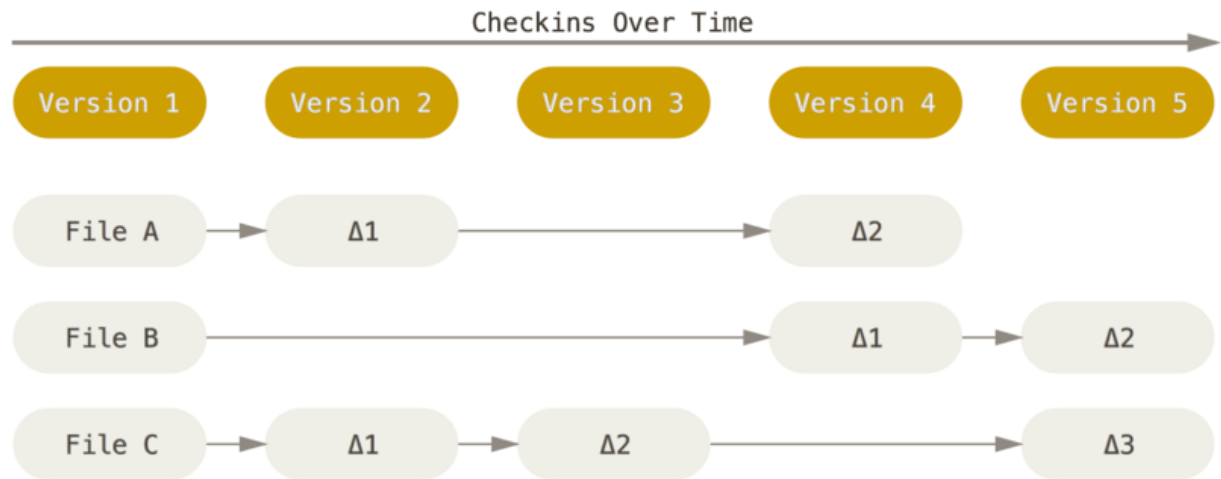 Checkins Over Time
Version 1 Version 2 Version 3 Version 4 Version 5
File A Δ1 Δ2
File B Δ1 Δ2
File C Δ1 Δ2 Δ3